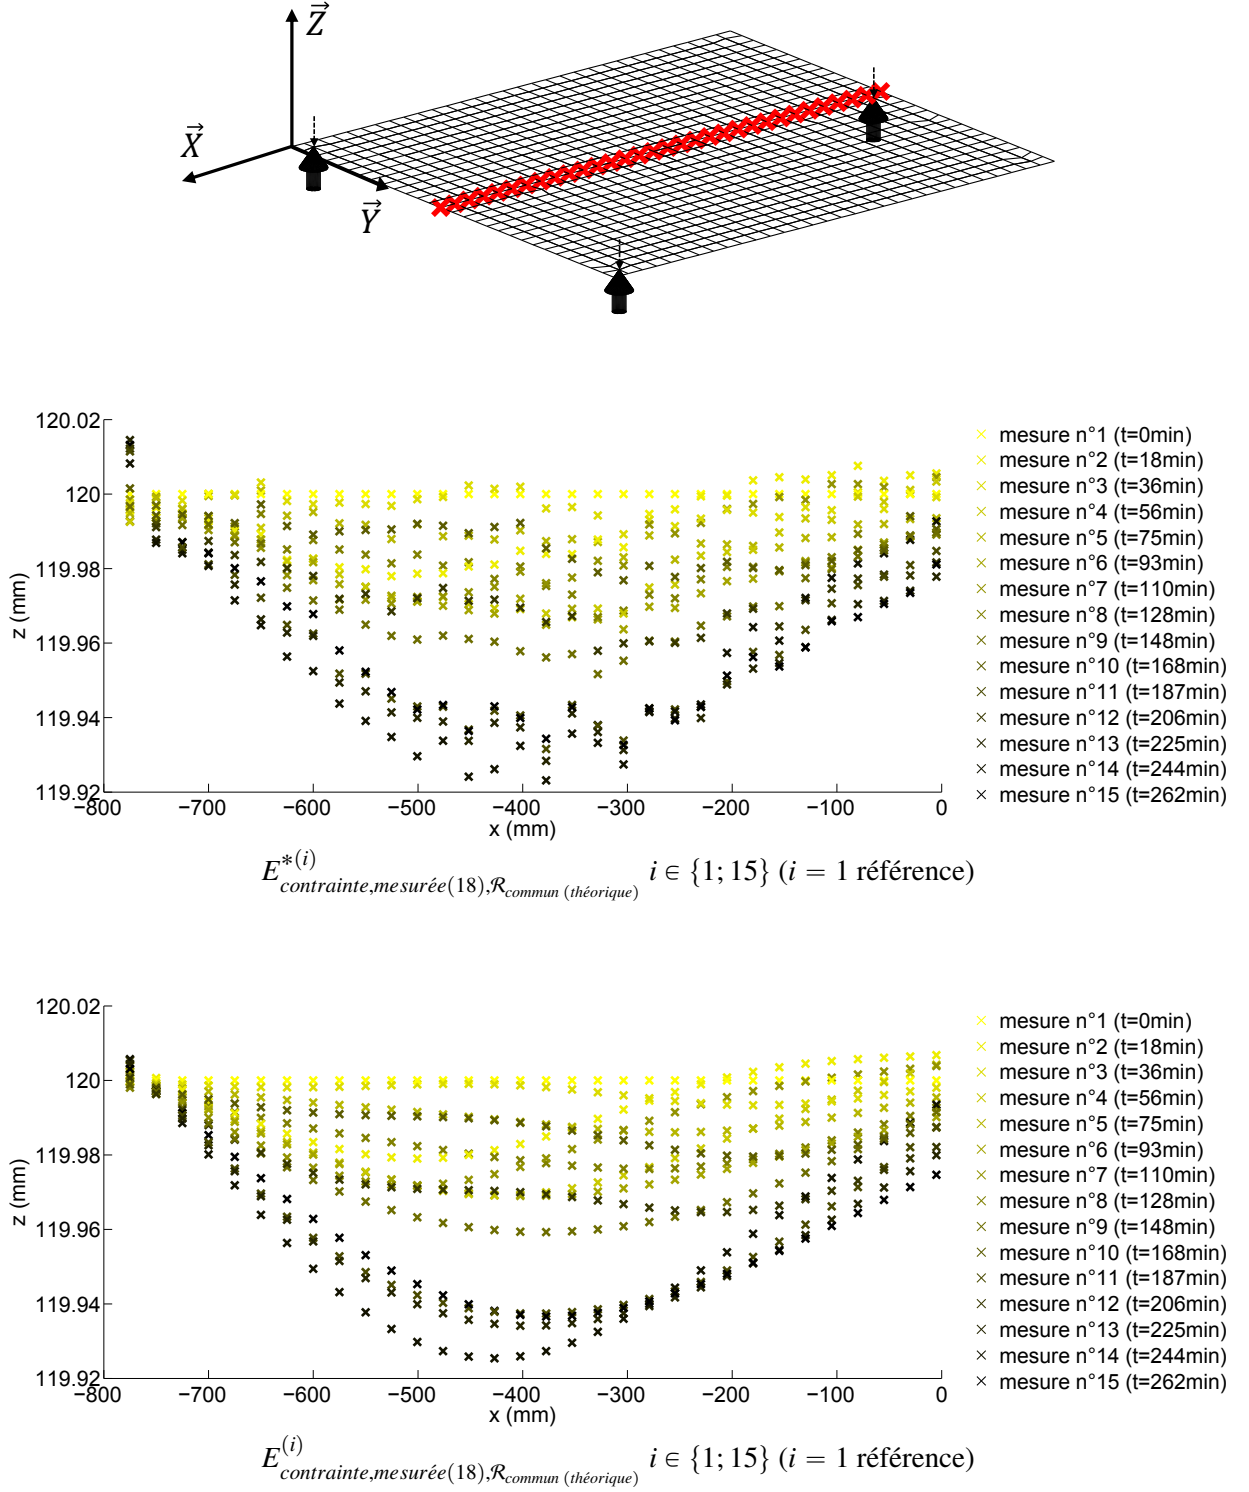 Z
X
Y
120.02
120
119.98
119.96
119.94
119.92
z (mm)
−800 −700 −600 −500 −400 −300 −200 −100 0
x (mm)
mesure n°1 (t=0min)
mesure n°2 (t=18min)
mesure n°3 (t=36min)
mesure n°4 (t=56min)
mesure n°5 (t=75min)
mesure n°6 (t=93min)
mesure n°7 (t=110min)
mesure n°8 (t=128min)
mesure n°9 (t=148min)
mesure n°10 (t=168min)
mesure n°11 (t=187min)
mesure n°12 (t=206min)
mesure n°13 (t=225min)
mesure n°14 (t=244min)
mesure n°15 (t=262min)
E*(i) contrainte,mesurée(18),R commun (théorique) i ∈ {1; 15} (i = 1 référence)
120.02
120
119.98
119.96
119.94
119.92
z (mm)
−800 −700 −600 −500 −400 −300 −200 −100 0
x (mm)
mesure n°1 (t=0min)
mesure n°2 (t=18min)
mesure n°3 (t=36min)
mesure n°4 (t=56min)
mesure n°5 (t=75min)
mesure n°6 (t=93min)
mesure n°7 (t=110min)
mesure n°8 (t=128min)
mesure n°9 (t=148min)
mesure n°10 (t=168min)
mesure n°11 (t=187min)
mesure n°12 (t=206min)
mesure n°13 (t=225min)
mesure n°14 (t=244min)
mesure n°15 (t=262min)
E(i) contrainte,mesurée(18),R commun (théorique) i ∈ {1; 15} (i = 1 référence)